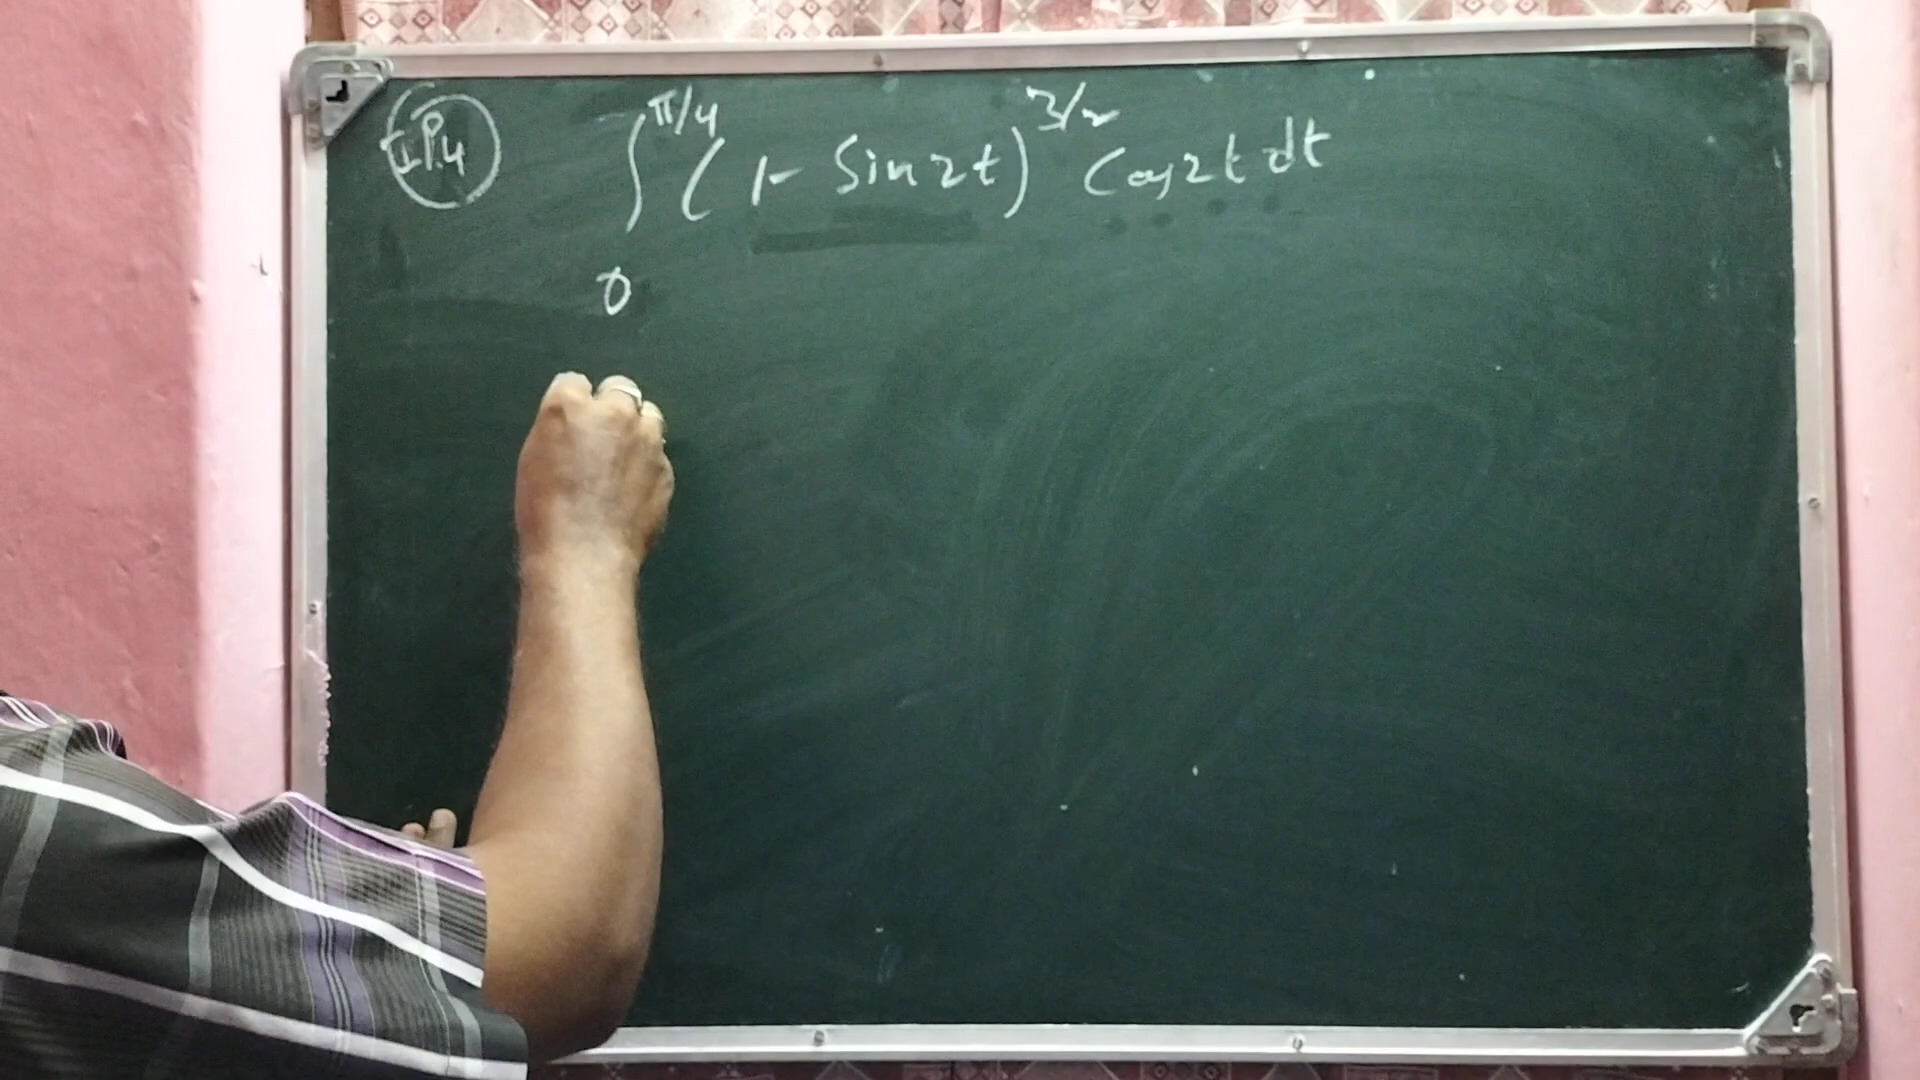 I.P.4
∫₀^{π/4} (1- Sin2t)^{3/2} Cos2t dt